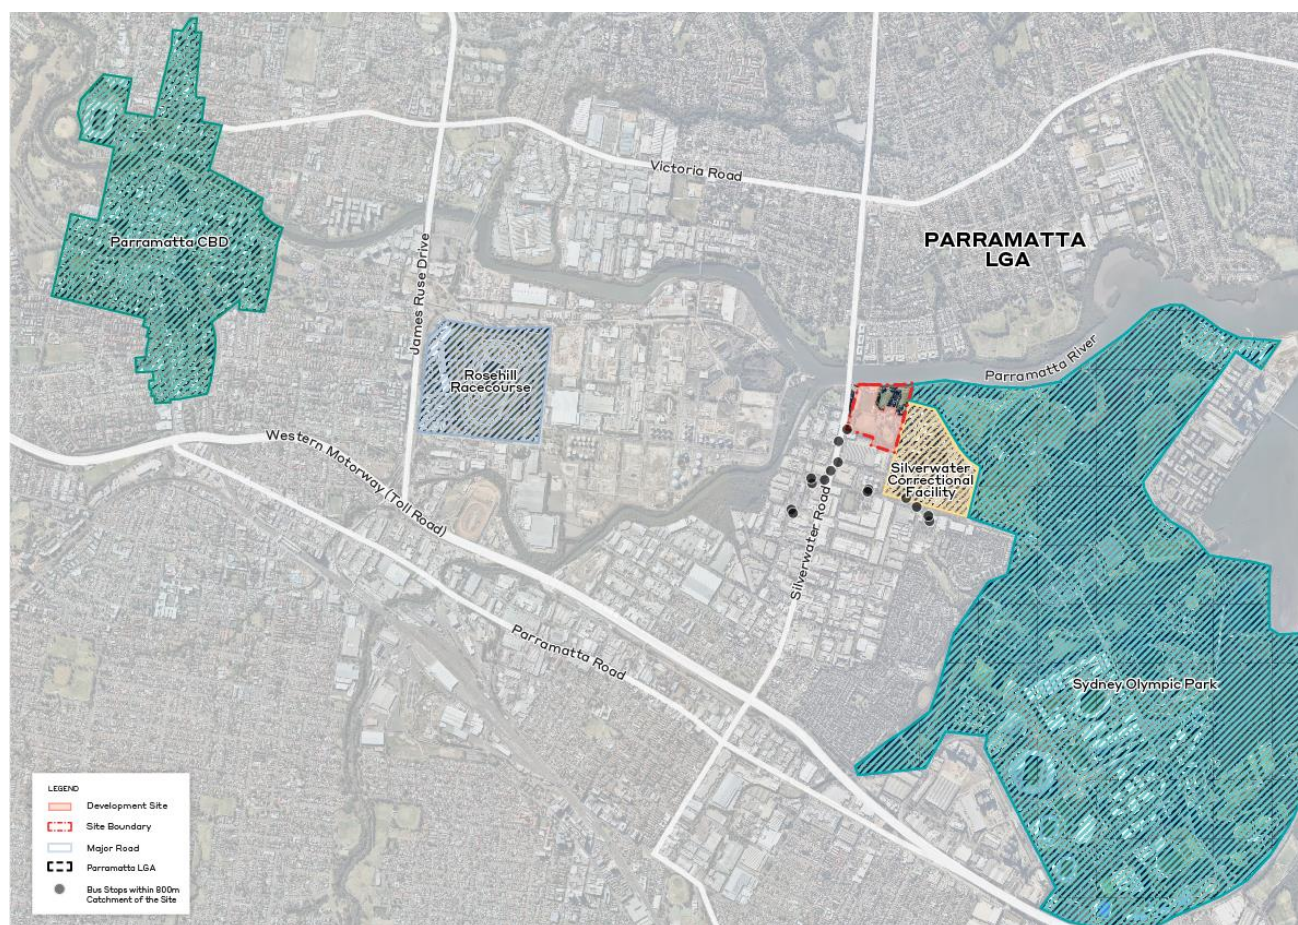 Victoria Road
PARRAMATTA
LGA
Parramatta CBD
James Ruse Drive
Parramatta River
Rosehill
Racecourse
Western Motorway (Toll Road)
Silverwater
Correctional
Facility
Silverwater Road
Parramatta Road
Sydney Olympic Park
LEGEND
Development Site
Site Boundary
Major Road
Parramatta LGA
Bus Stops within 800m
Catchment of the Site